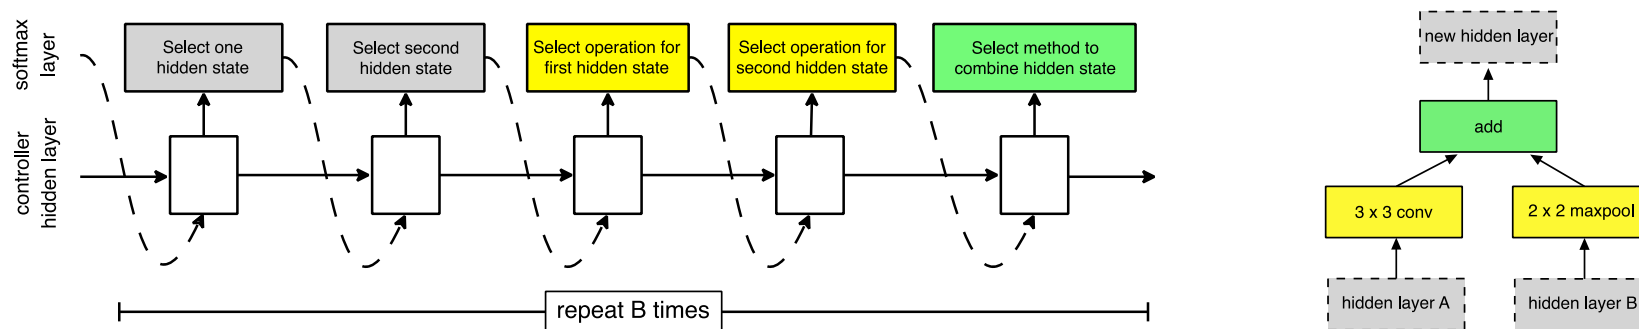 softmax
layer
controller
hidden layer
Select one
hidden state
Select second
hidden state
Select operation for
first hidden state
Select operation for
second hidden state
Select method to
combine hidden state
repeat B times
new hidden layer
add
3 x 3 conv
2 x 2 maxpool
hidden layer A
hidden layer B